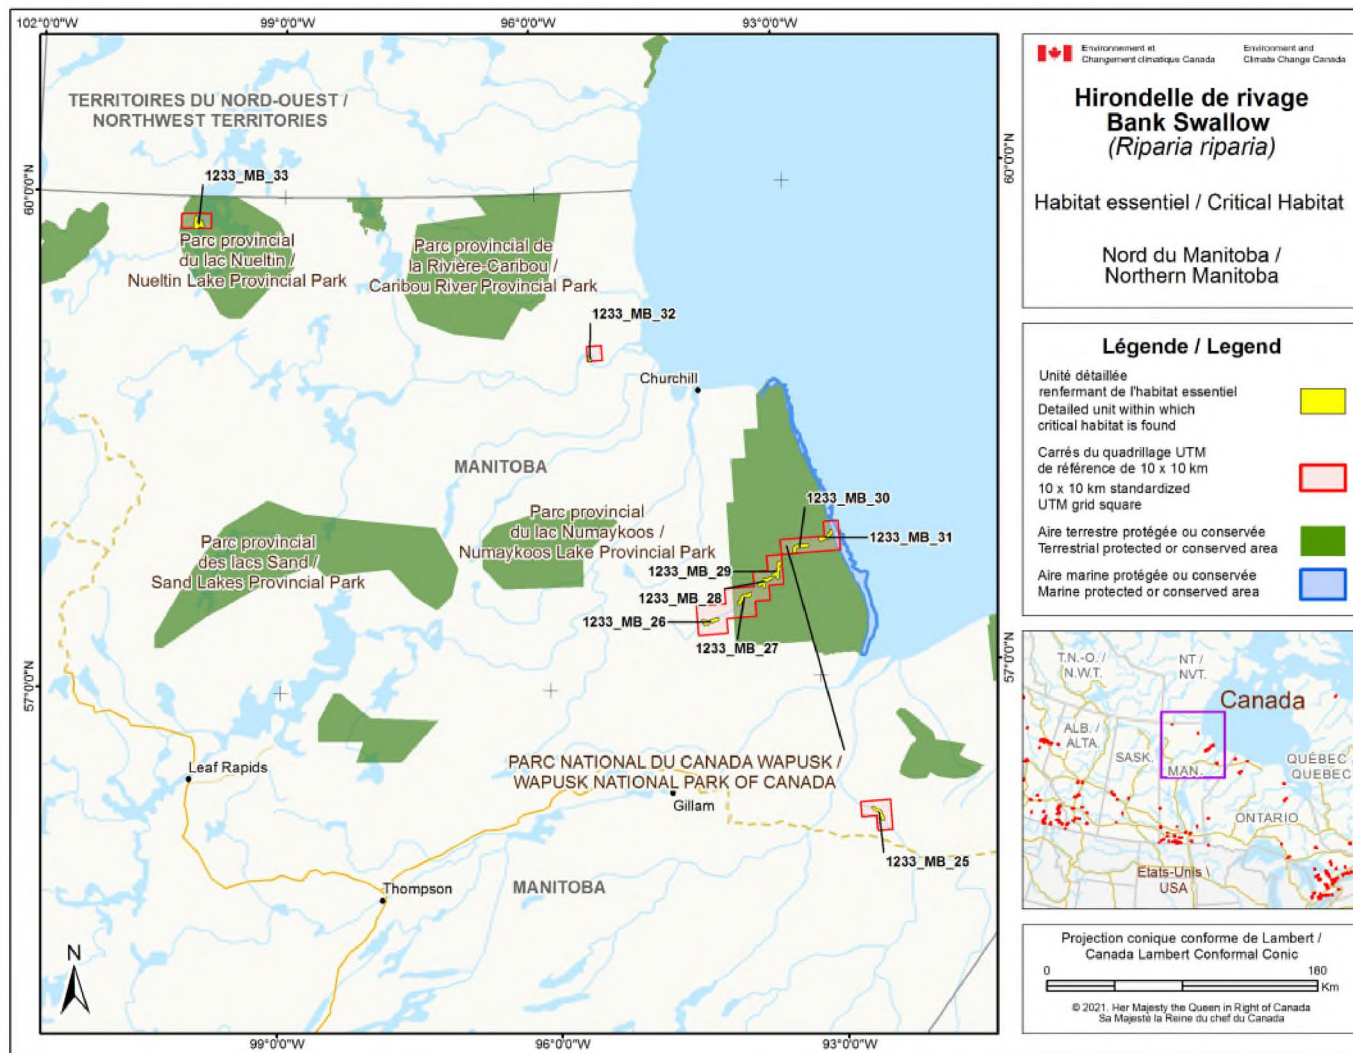 102°0'0"W
99°0'0"W
96°0'0"W
93°0'0"W
60°0'0"N
57°0'0"N
60°0'0"N
57°0'0"N
TERRITOIRES DU NORD-OUEST /
NORTHWEST TERRITORIES
1233_MB_33
Parc provincial
du lac Nueltin /
Nueltin Lake Provincial Park
Parc provincial de
la Rivière-Caribou /
Caribou River Provincial Park
1233_MB_32
Churchill
MANITOBA
Parc provincial
du lac Numaykoos /
Numaykoos Lake Provincial Park
Parc provincial
des lacs Sand /
Sand Lakes Provincial Park
1233_MB_30
1233_MB_31
1233_MB_29
1233_MB_28
1233_MB_26
1233_MB_27
PARC NATIONAL DU CANADA WAPUSK /
WAPUSK NATIONAL PARK OF CANADA
Leaf Rapids
Gillam
1233_MB_25
Thompson
MANITOBA
N
99°0'0"W
96°0'0"W
93°0'0"W
Environnement et
Changement climatique Canada
Environment and
Climate Change Canada
Hirondelle de rivage
Bank Swallow
(Riparia riparia)
Habitat essentiel / Critical Habitat
Nord du Manitoba /
Northern Manitoba
Légende / Legend
Unité détaillée
renfermant de l'habitat essentiel
Detailed unit within which
critical habitat is found
Carrés du quadrillage UTM
de référence de 10 x 10 km
10 x 10 km standardized
UTM grid square
Aire terrestre protégée ou conservée
Terrestrial protected or conserved area
Aire marine protégée ou conservée
Marine protected or conserved area
T.N.-O. /
N.W.T.
NT /
NVT.
Canada
ALB. /
ALTA.
SASK.
MAN.
QUÉBEC /
QUEBEC
ONTARIO
Etats-Unis \
USA
Projection conique conforme de Lambert /
Canada Lambert Conformal Conic
0
180
Km
© 2021. Her Majesty the Queen in Right of Canada
Sa Majesté la Reine du chef du Canada